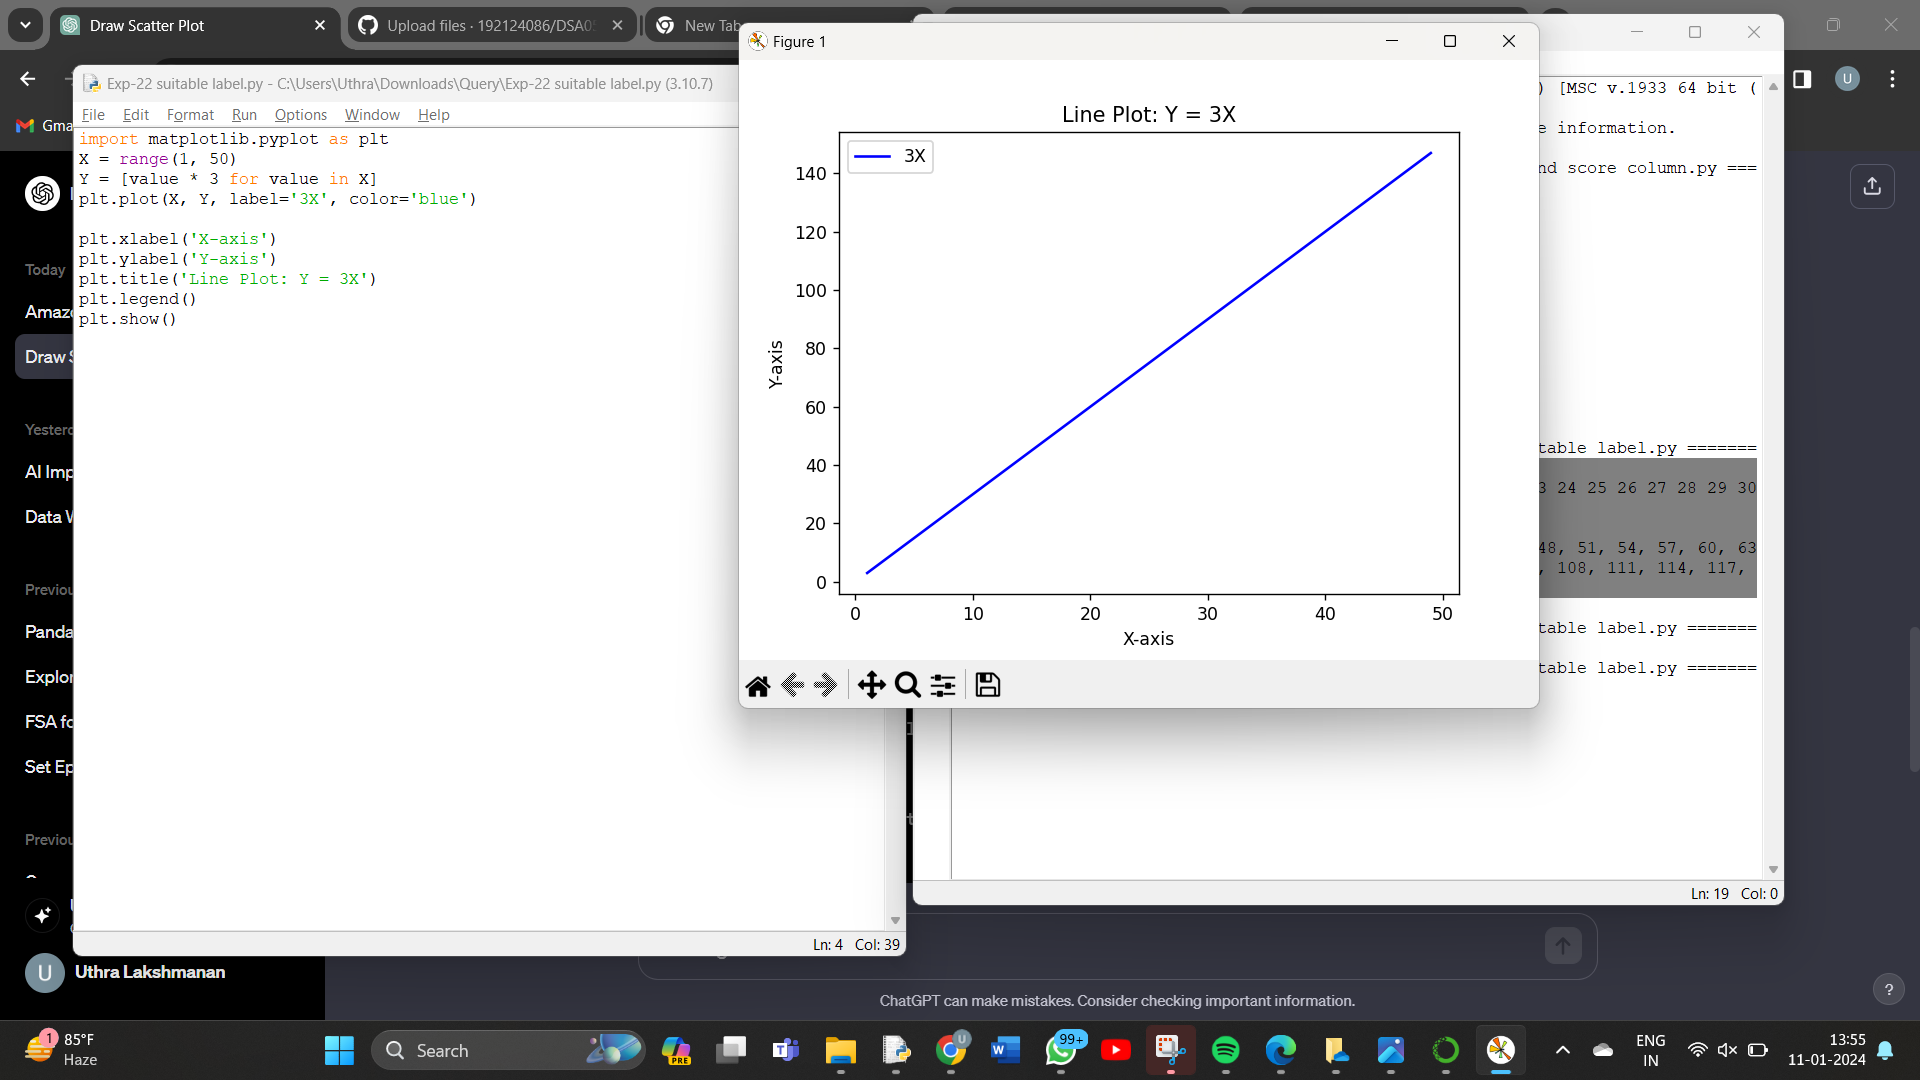 Draw Scatter Plot
Upload files · 192124086/DSA0
New Tab
Figure 1
Exp-22 suitable label.py - C:\Users\Uthra\Downloads\Query\Exp-22 suitable label.py (3.10.7)
File Edit Format Run Options Window Help
import matplotlib.pyplot as plt
X = range(1, 50)
Y = [value * 3 for value in X]
plt.plot(X, Y, label='3X', color='blue')
plt.xlabel('X-axis')
plt.ylabel('Y-axis')
plt.title('Line Plot: Y = 3X')
plt.legend()
plt.show()
Ln: 4 Col: 39
Line Plot: Y = 3X
3X
140
120
100
80
60
40
20
0
Y-axis
0 10 20 30 40 50
X-axis
) [MSC v.1933 64 bit (
e information.
nd score column.py ===
table label.py =======
3 24 25 26 27 28 29 30
48, 51, 54, 57, 60, 63
, 108, 111, 114, 117,
table label.py =======
table label.py =======
Ln: 19 Col: 0
U
Gma
Today
Amaz
Draw S
Yester
AI Imp
Data W
Previou
Panda
Explor
FSA fo
Set Ep
Previou
U
Uthra Lakshmanan
ChatGPT can make mistakes. Consider checking important information.
?
1
85°F
Haze
Search
PRE
U
99+
ENG
IN
13:55
11-01-2024